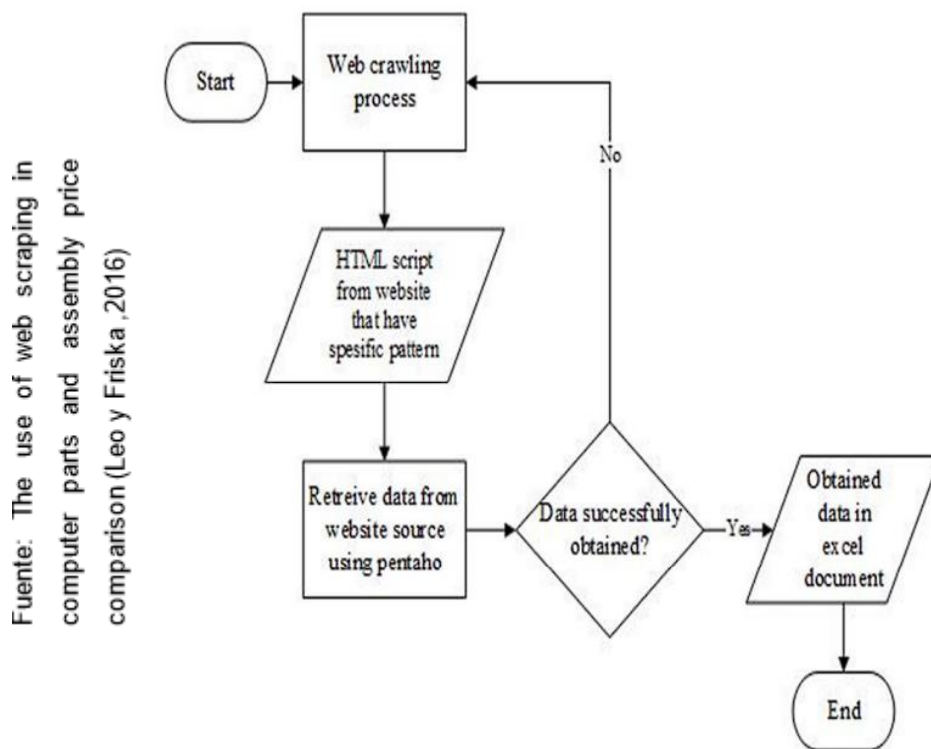 Fuente: The use of web scraping in
computer parts and assembly price
comparison (Leo y Friska ,2016)
Start
Web crawling
process
No
HTML script
from website
that have
spesific pattern
Retreive data from
website source
using pentaho
Data successfully
obtained?
Yes
Obtained
data in
excel
document
End